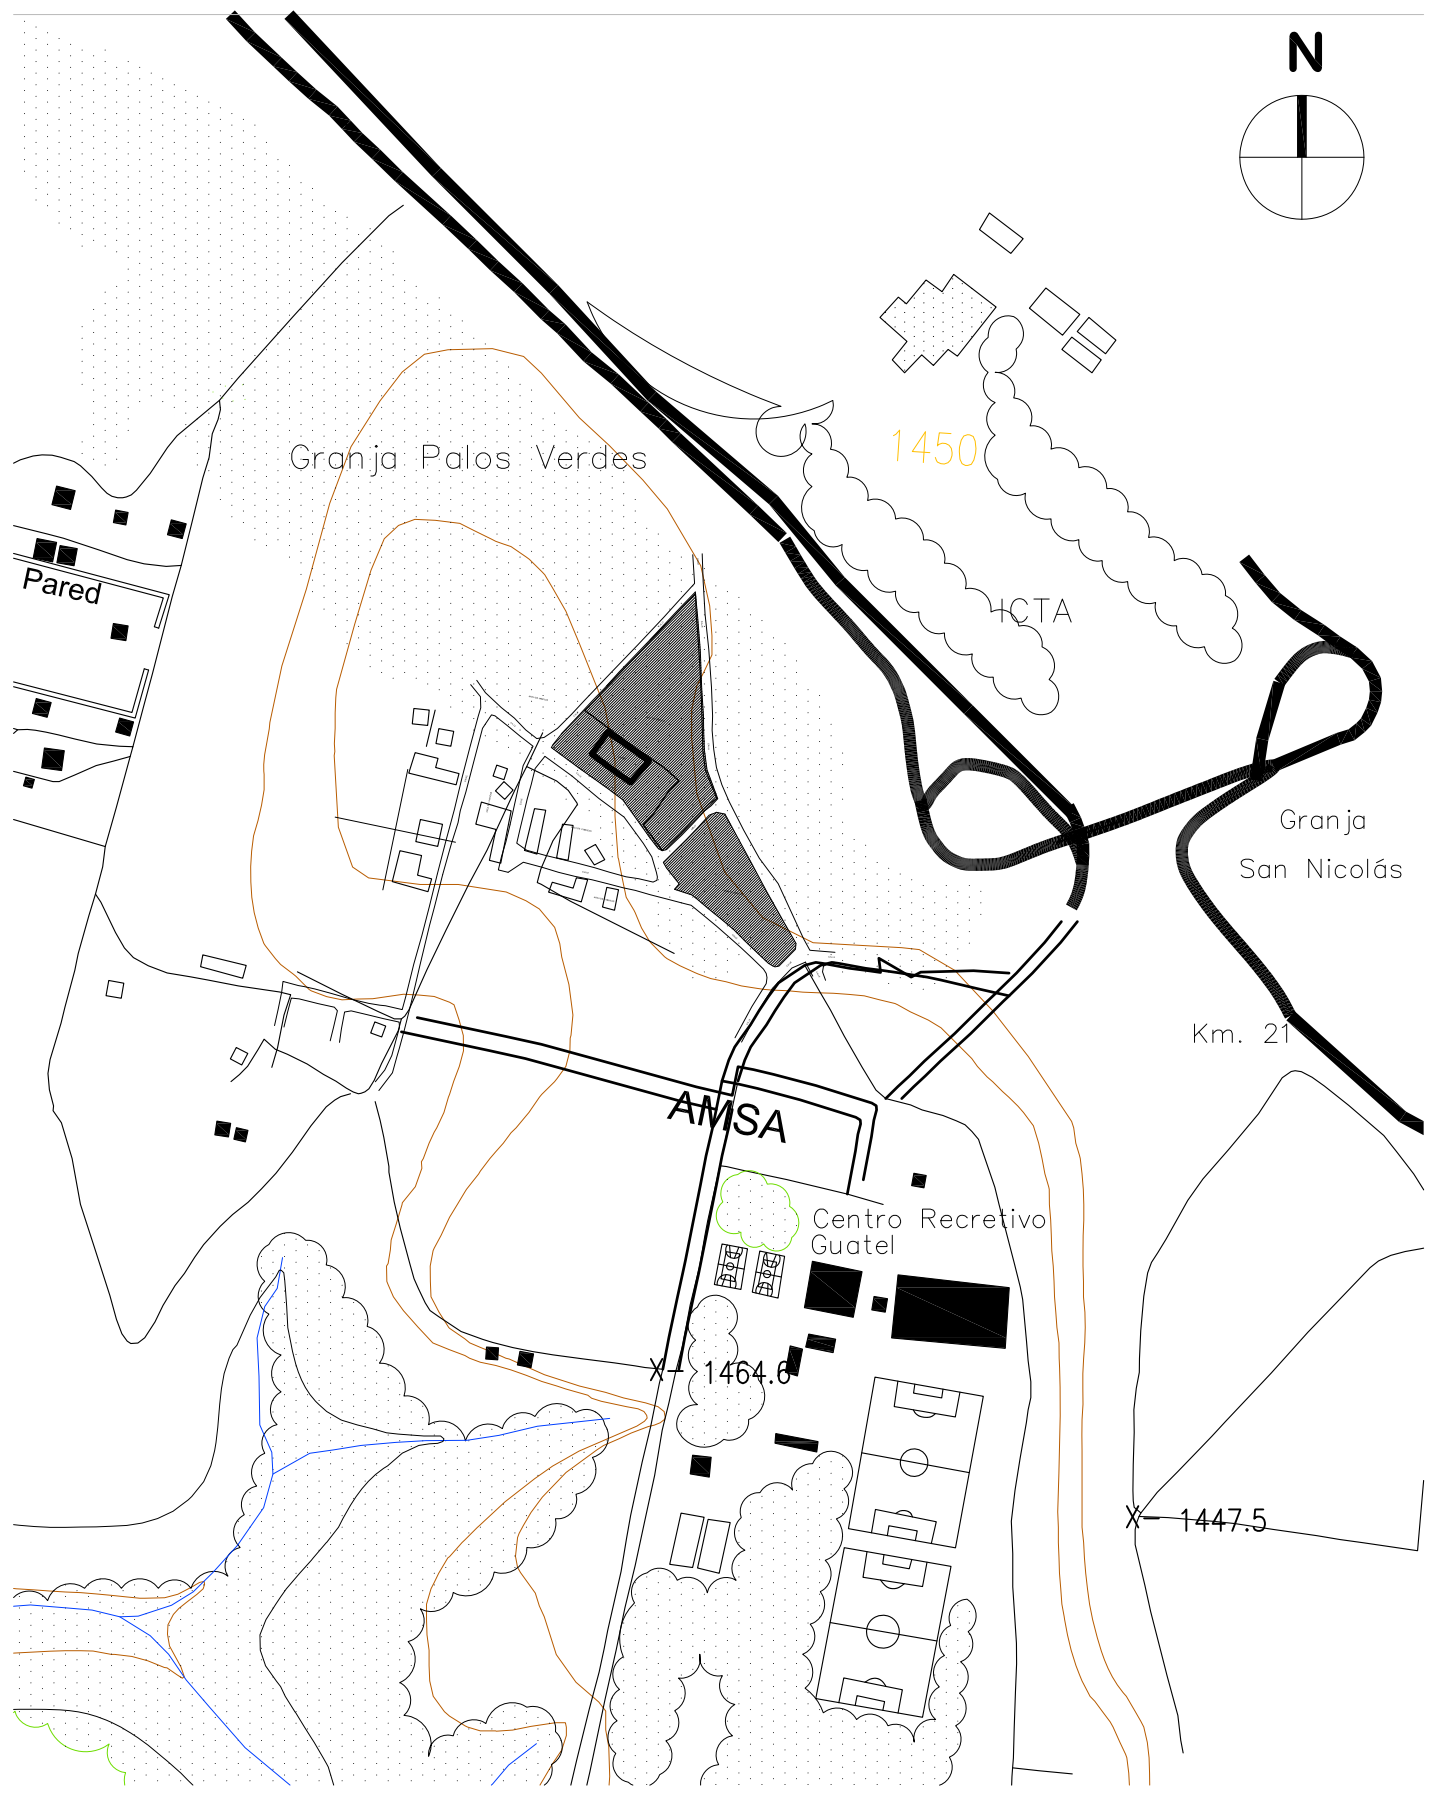 N
1450
Granja Palos Verdes
Pared
ICTA
Granja
San Nicolás
Km. 21
AMSA
Centro Recretivo
Guatel
X- 1464.6
X- 1447.5